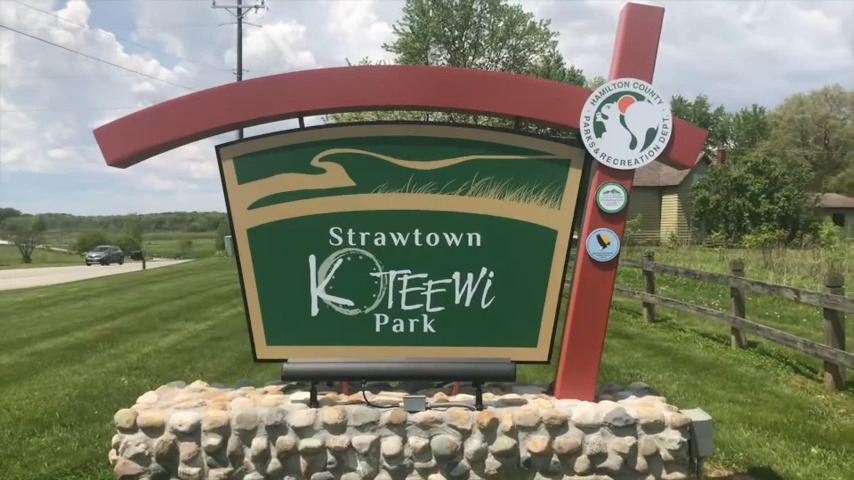 Strawtown
KOTEEWi
Park
HAMILTON COUNTY
PARKS & RECREATION DEPT.